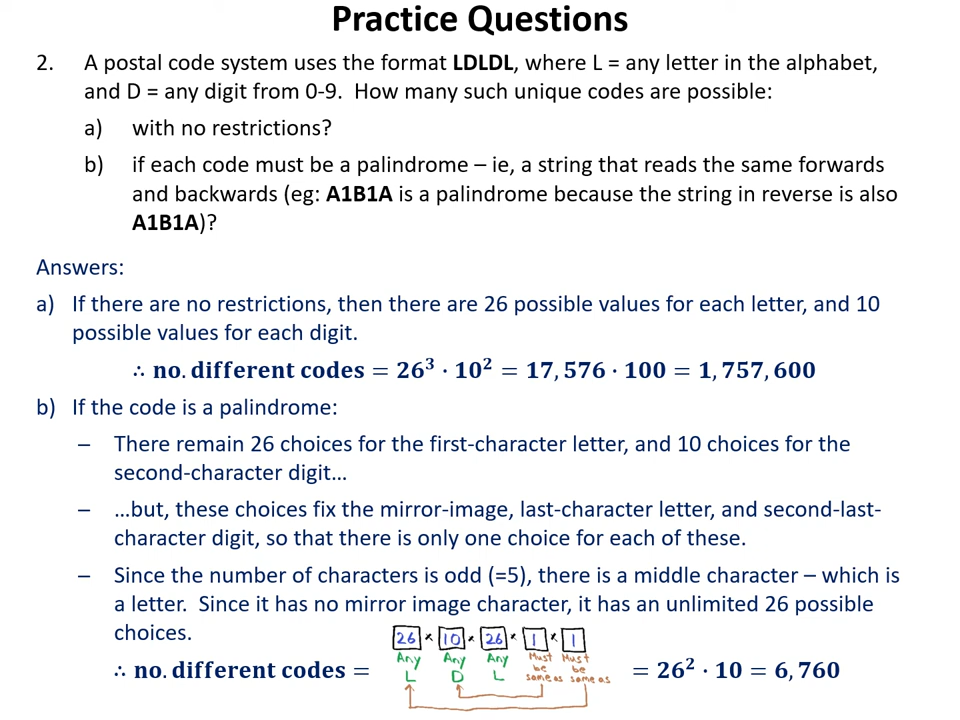 Practice Questions
2. A postal code system uses the format LDLDL, where L = any letter in the alphabet,
and D = any digit from 0-9. How many such unique codes are possible:
a) with no restrictions?
b) if each code must be a palindrome – ie, a string that reads the same forwards
and backwards (eg: A1B1A is a palindrome because the string in reverse is also
A1B1A)?
Answers:
a) If there are no restrictions, then there are 26 possible values for each letter, and 10
possible values for each digit.
∴ no. different codes = 26³ · 10² = 17,576 · 100 = 1,757,600
b) If the code is a palindrome:
– There remain 26 choices for the first-character letter, and 10 choices for the
second-character digit...
– ...but, these choices fix the mirror-image, last-character letter, and second-last-
character digit, so that there is only one choice for each of these.
– Since the number of characters is odd (=5), there is a middle character – which is
a letter. Since it has no mirror image character, it has an unlimited 26 possible
choices.
26 × 10 × 26 × 1 × 1
Any Any Any Must Must
be be
L D L same as same as
∴ no. different codes = = 26² · 10 = 6,760